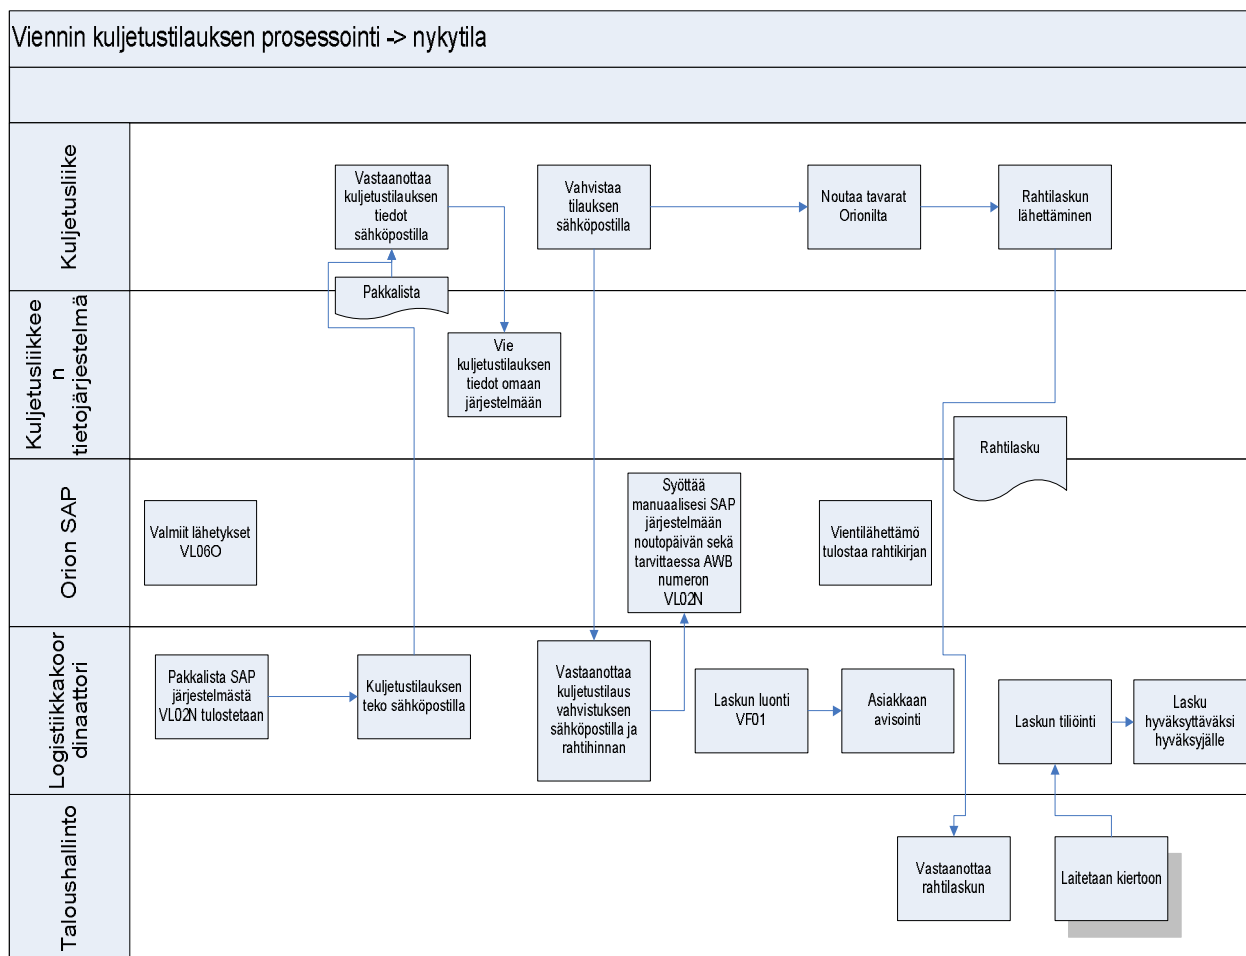 Viennin kuljetustilauksen prosessointi -> nykytila
Kuljetusliike
Vastaanottaa
kuljetustilauksen
tiedot
sähköpostilla
Vahvistaa
tilauksen
sähköpostilla
Noutaa tavarat
Orionilta
Rahtilaskun
lähettäminen
Pakkalista
Kuljetusliikkee
n
tietojärjestelmä
Vie
kuljetustilauksen
tiedot omaan
järjestelmään
Rahtilasku
Orion SAP
Valmiit lähetykset
VL06O
Syöttää
manuaalisesi SAP
järjestelmään
noutopäivän sekä
tarvittaessa AWB
numeron
VL02N
Vientilähettämö
tulostaa rahtikirjan
Logistiikkakoor
dinaattori
Pakkalista SAP
järjestelmästä
VL02N tulostetaan
Kuljetustilauksen
teko sähköpostilla
Vastaanottaa
kuljetustilaus
vahvistuksen
sähköpostilla ja
rahtihinnan
Laskun luonti
VF01
Asiakkaan
avisointi
Laskun tiliöinti
Lasku
hyväksyttäväksi
hyväksyjälle
Taloushallinto
Vastaanottaa
rahtilaskun
Laitetaan kiertoon